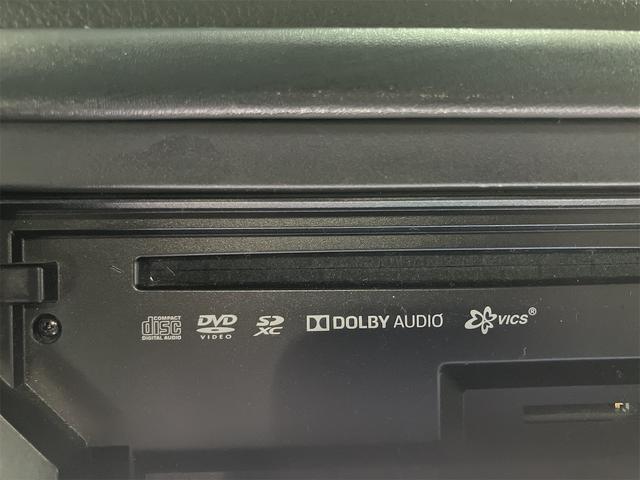 COMPACT disc DIGITAL AUDIO
DVD VIDEO
SD XC
DOLBY AUDIO
VICS®